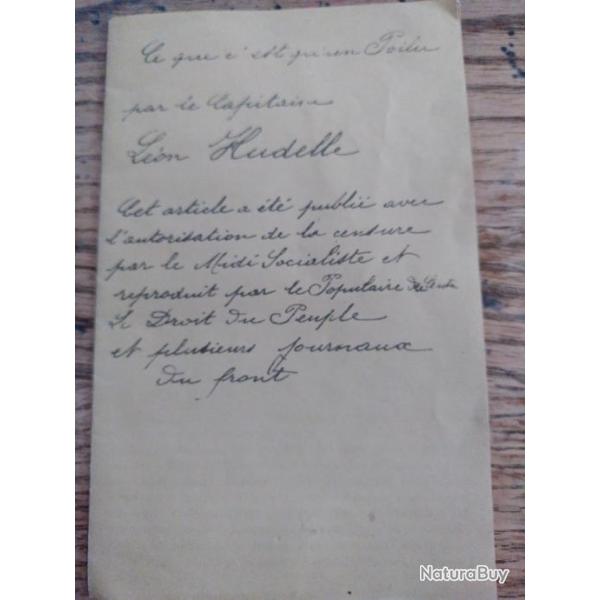 Ce que c'est qu'un Poilu
par le Capitaine
Léon Hudelle
Cet article a été publié avec
l'autorisation de la censure
par le Midi Socialiste et
reproduit par le Populaire du
Le Droit du Peuple
et plusieurs journaux
du front
NaturaBuy